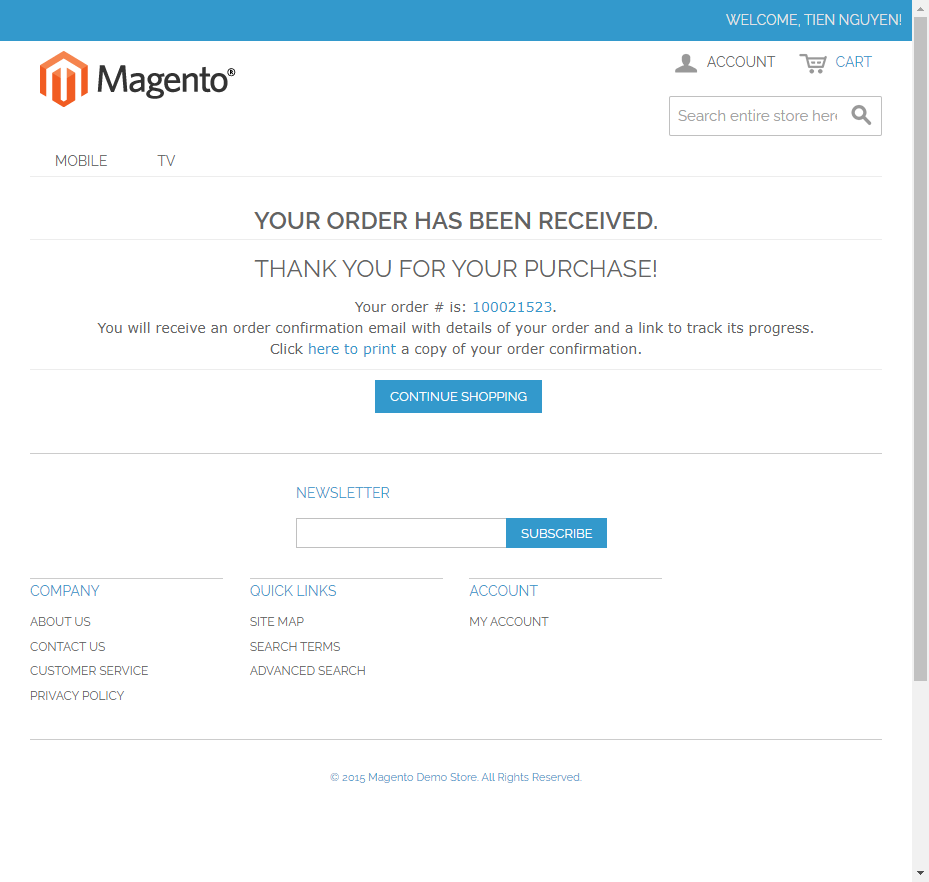 WELCOME, TIEN NGUYEN!
Magento®
ACCOUNT
CART
Search entire store here
MOBILE
TV
YOUR ORDER HAS BEEN RECEIVED.
THANK YOU FOR YOUR PURCHASE!
Your order # is: 100021523.
You will receive an order confirmation email with details of your order and a link to track its progress.
Click here to print a copy of your order confirmation.
CONTINUE SHOPPING
NEWSLETTER
SUBSCRIBE
COMPANY
ABOUT US
CONTACT US
CUSTOMER SERVICE
PRIVACY POLICY
QUICK LINKS
SITE MAP
SEARCH TERMS
ADVANCED SEARCH
ACCOUNT
MY ACCOUNT
© 2015 Magento Demo Store. All Rights Reserved.